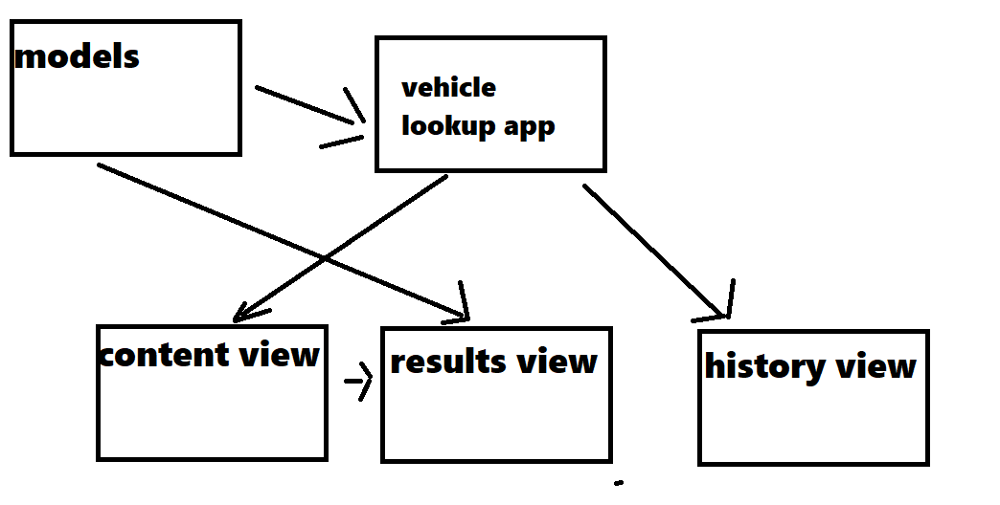 models
vehicle
lookup app
content view
results view
history view